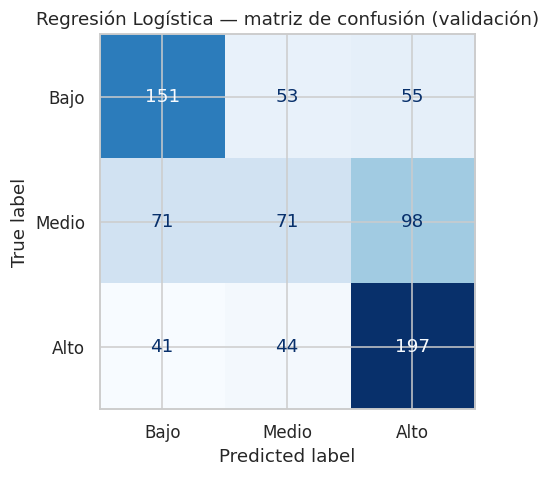 Regresión Logística — matriz de confusión (validación)
True label
Bajo 151 53 55
Medio 71 71 98
Alto 41 44 197
Bajo Medio Alto
Predicted label